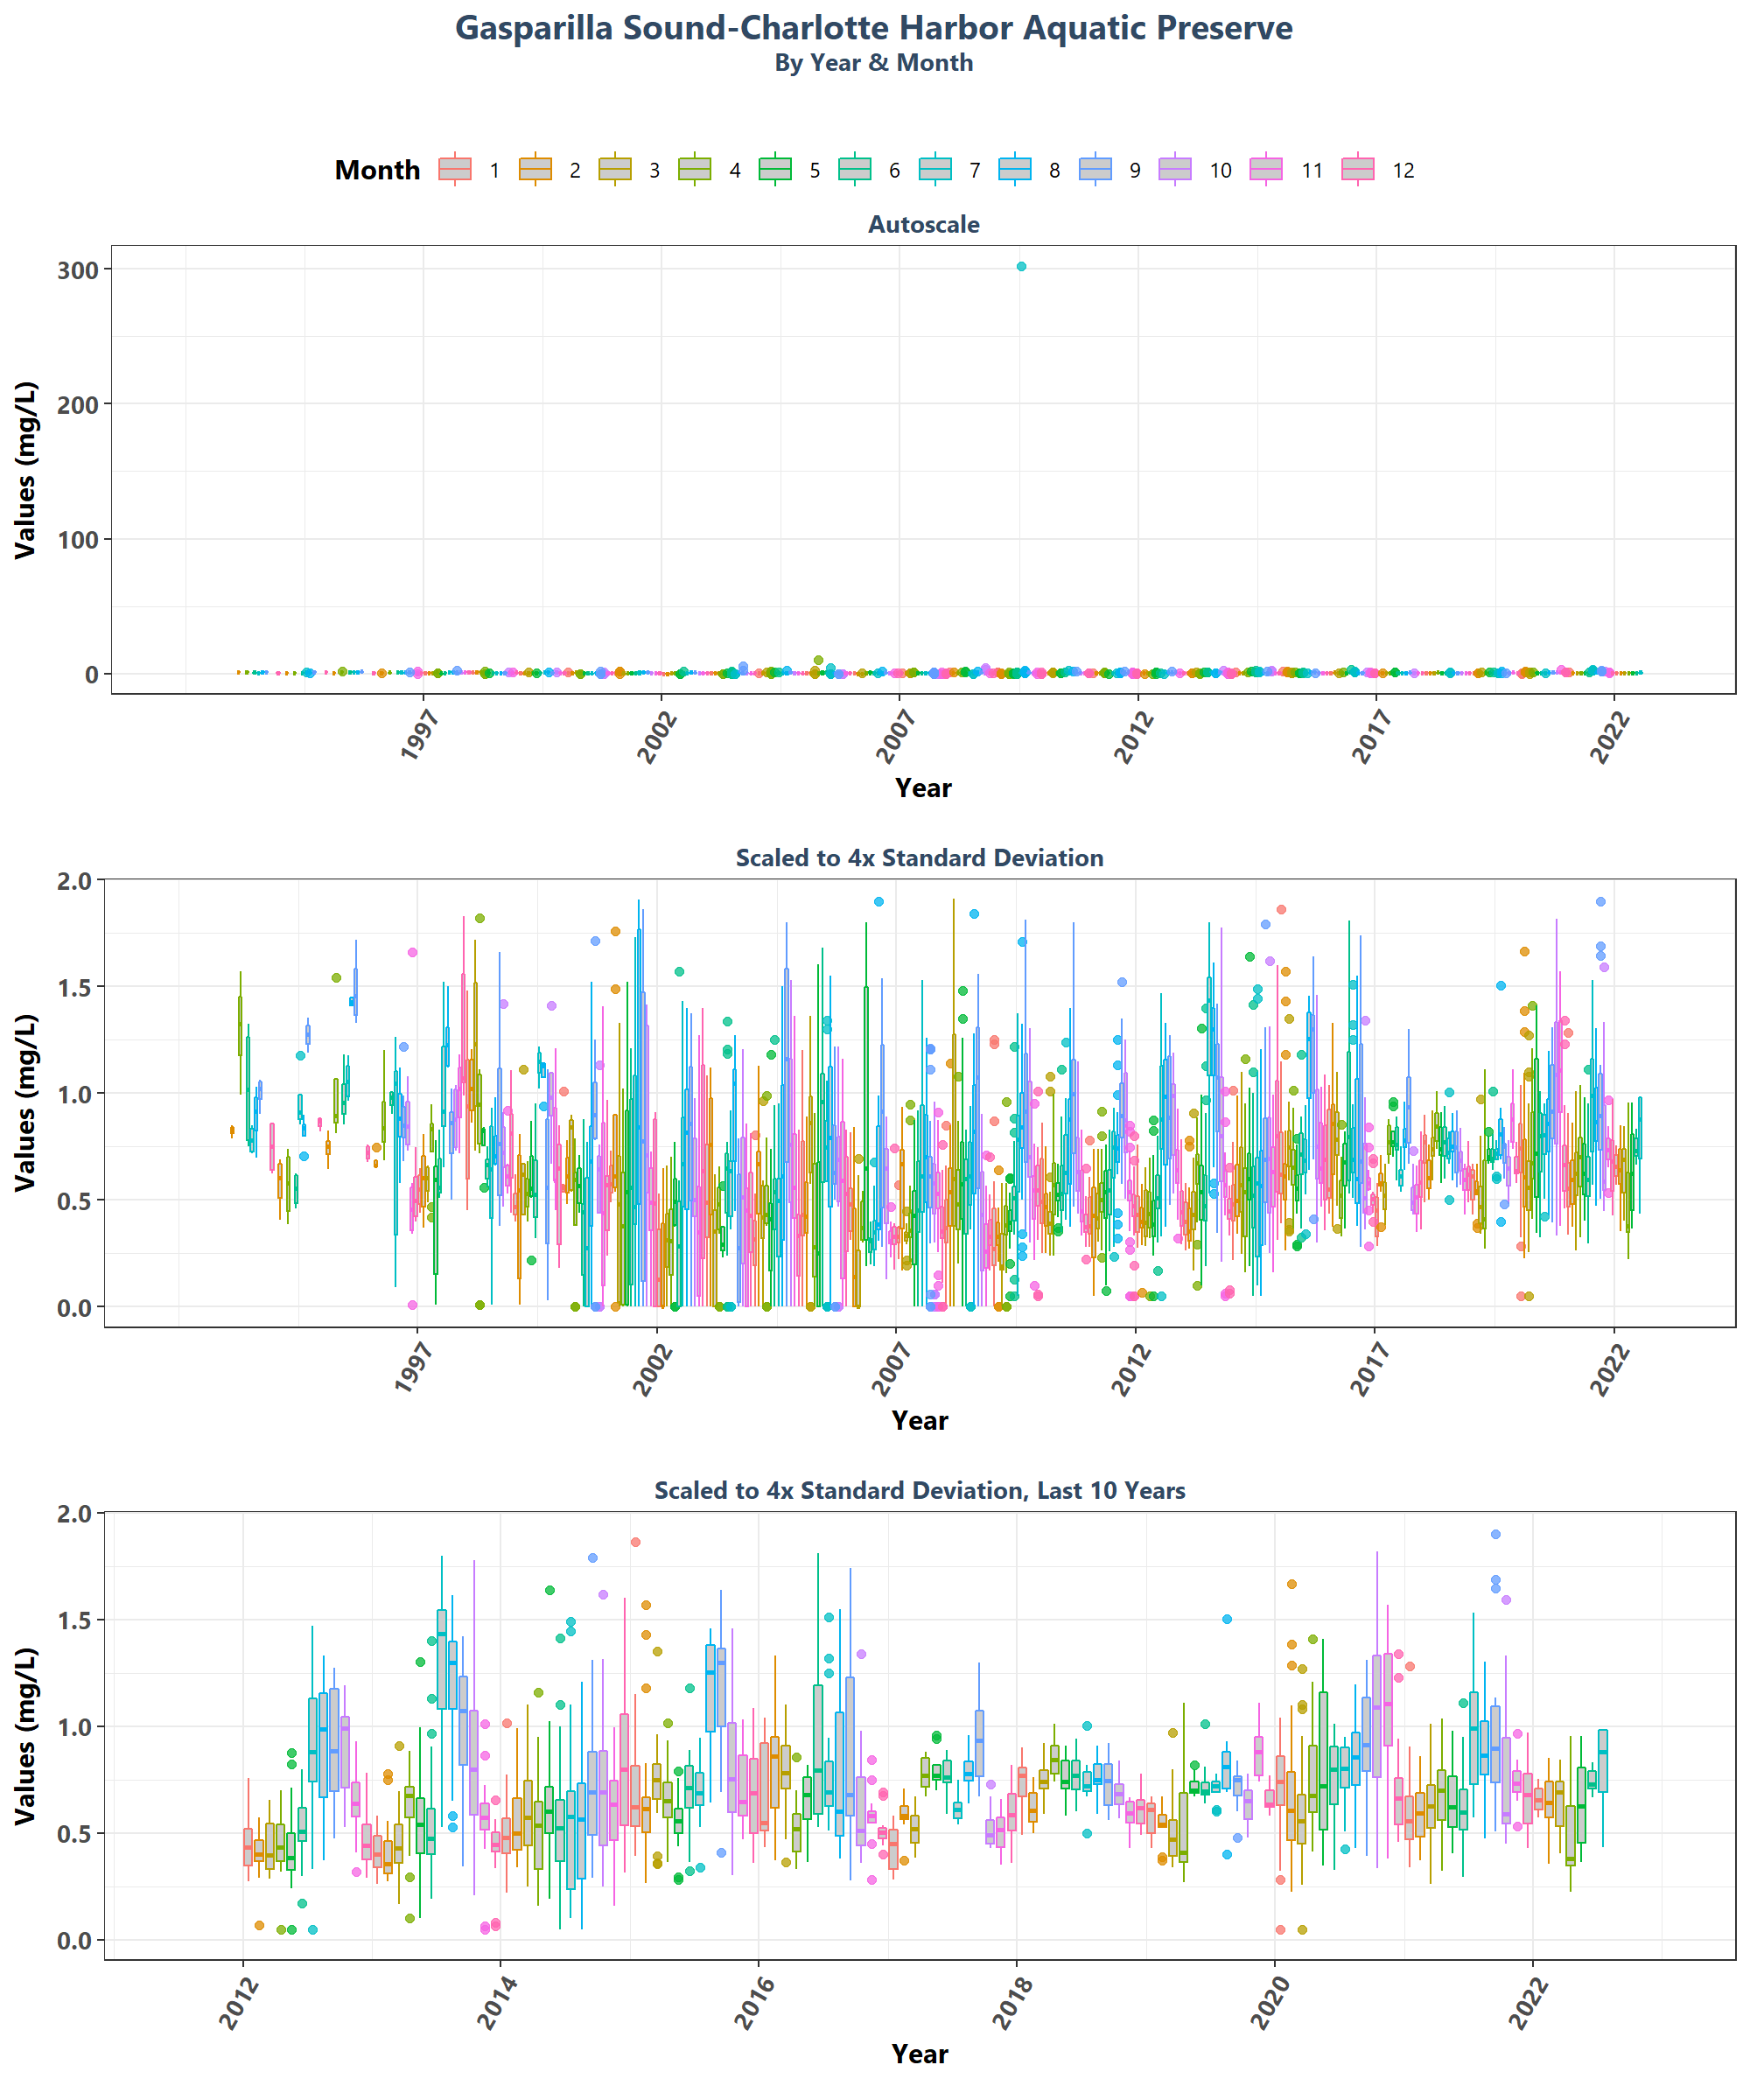 Gasparilla Sound-Charlotte Harbor Aquatic Preserve
By Year & Month
Month 1 2 3 4 5 6 7 8 9 10 11 12
Autoscale
300
200
100
0
Values (mg/L)
1997 2002 2007 2012 2017 2022
Year
Scaled to 4x Standard Deviation
2.0
1.5
1.0
0.5
0.0
Values (mg/L)
1997 2002 2007 2012 2017 2022
Year
Scaled to 4x Standard Deviation, Last 10 Years
2.0
1.5
1.0
0.5
0.0
Values (mg/L)
2012 2014 2016 2018 2020 2022
Year